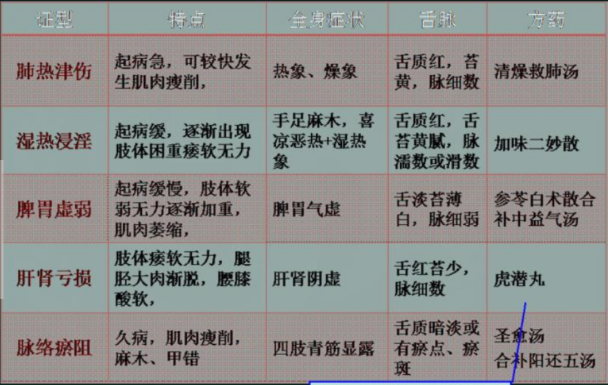 证型 特点 全身症状 舌脉 方药
肺热津伤 起病急，可较快发生肌肉瘦削， 热象、燥象 舌质红，苔黄，脉细数 清燥救肺汤
湿热浸淫 起病缓，逐渐出现肢体困重痿软无力 手足麻木，喜凉恶热+湿热象 舌质红，舌苔黄腻，脉濡数或滑数 加味二妙散
脾胃虚弱 起病缓慢，肢体软弱无力逐渐加重，肌肉萎缩， 脾胃气虚 舌淡苔薄白，脉细弱 参苓白术散合补中益气汤
肝肾亏损 肢体痿软无力，腿胫大肉渐脱，腰膝酸软， 肝肾阴虚 舌红苔少，脉细数 虎潜丸
脉络瘀阻 久病，肌肉瘦削，麻木、甲错 四肢青筋显露 舌质暗淡或有瘀点、瘀斑 圣愈汤合补阳还五汤